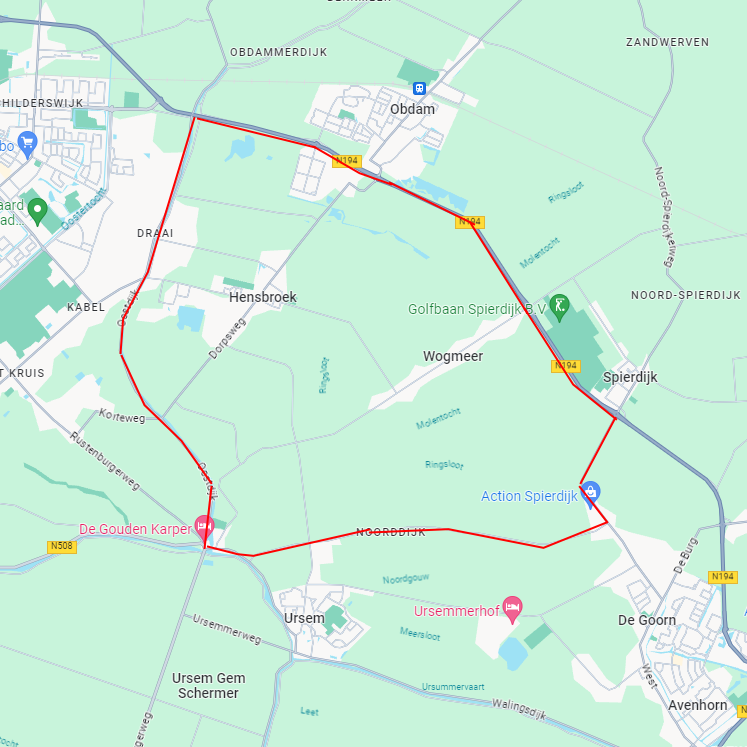 OBDAMMERDIJK
ZANDWERVEN
HILDERSWIJK
Obdam
bo
N194
Noord-Spierdijkerweg
Ringsloot
aard
ad...
Oostertocht
N194
DRAAI
Molentocht
Hensbroek
NOORD-SPIERDIJK
KABEL
Oostdijk
Golfbaan Spierdijk B.V.
Dorpsweg
Wogmeer
N194
T KRUIS
Ringsloot
Spierdijk
Korteweg
Molentocht
Rustenburgerweg
Ringsloot
Oostdijk
Action Spierdijk
De Gouden Karper
NOORDDIJK
N508
De Burg
Noordgouw
N194
Ursemmerhof
Ursem
De Goorn
Ursemmerweg
Meersloot
West
Ursem Gem
Schermer
Ursummervaart
Walingsdijk
Avenhorn
Leet
N